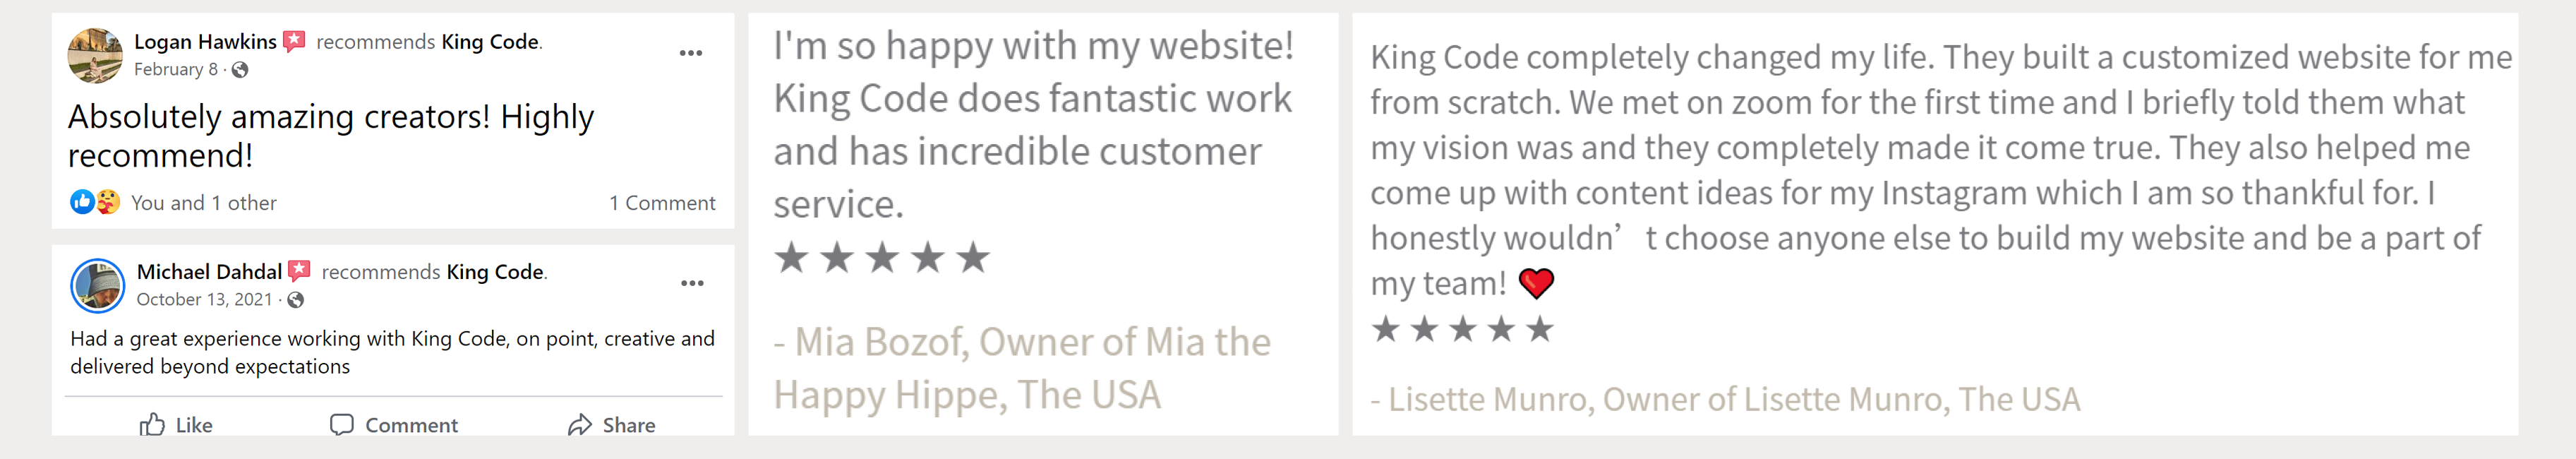 Logan Hawkins recommends King Code.
February 8 ·
Absolutely amazing creators! Highly
recommend!
You and 1 other 1 Comment
Michael Dahdal recommends King Code.
October 13, 2021 ·
Had a great experience working with King Code, on point, creative and
delivered beyond expectations
Like Comment Share
I'm so happy with my website!
King Code does fantastic work
and has incredible customer
service.
★★★★★
- Mia Bozof, Owner of Mia the
Happy Hippe, The USA
King Code completely changed my life. They built a customized website for me
from scratch. We met on zoom for the first time and I briefly told them what
my vision was and they completely made it come true. They also helped me
come up with content ideas for my Instagram which I am so thankful for. I
honestly wouldn’t choose anyone else to build my website and be a part of
my team! ❤
★★★★★
- Lisette Munro, Owner of Lisette Munro, The USA